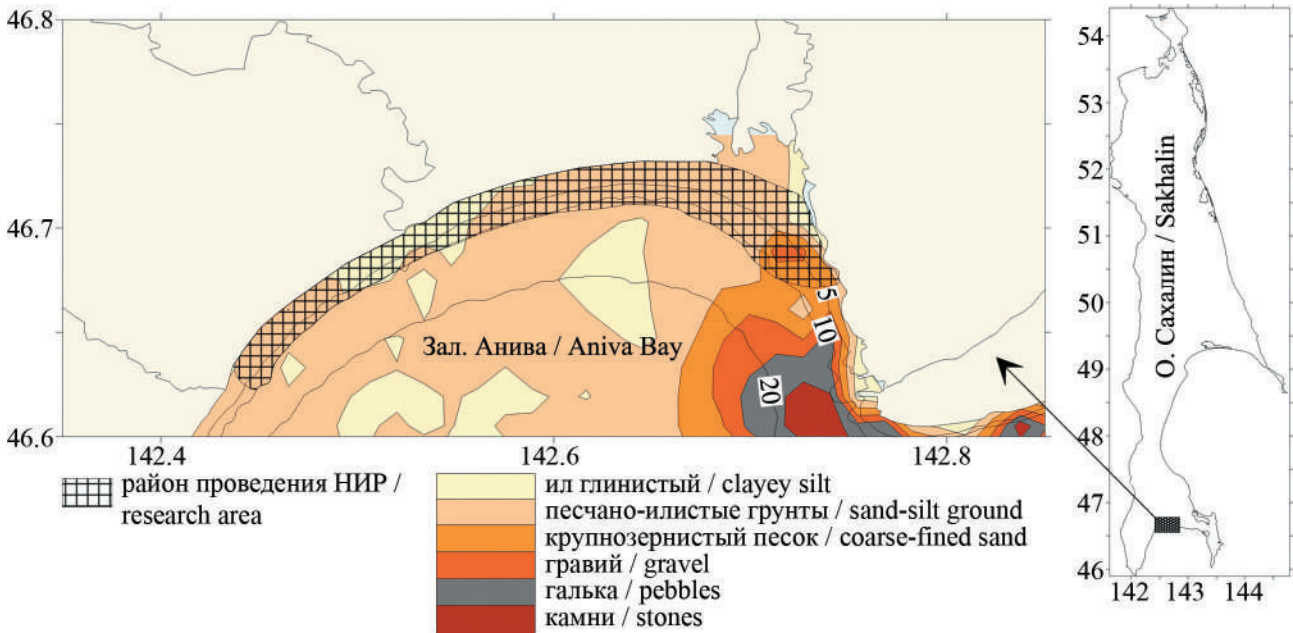 46.8
46.7
46.6
142.4
142.6
142.8
Зал. Анива / Aniva Bay
5
10
20
район проведения НИР /
research area
ил глинистый / clayey silt
песчано-илистые грунты / sand-silt ground
крупнозернистый песок / coarse-fined sand
гравий / gravel
галька / pebbles
камни / stones
54
53
52
51
50
49
48
47
46
142
143
144
О. Сахалин / Sakhalin